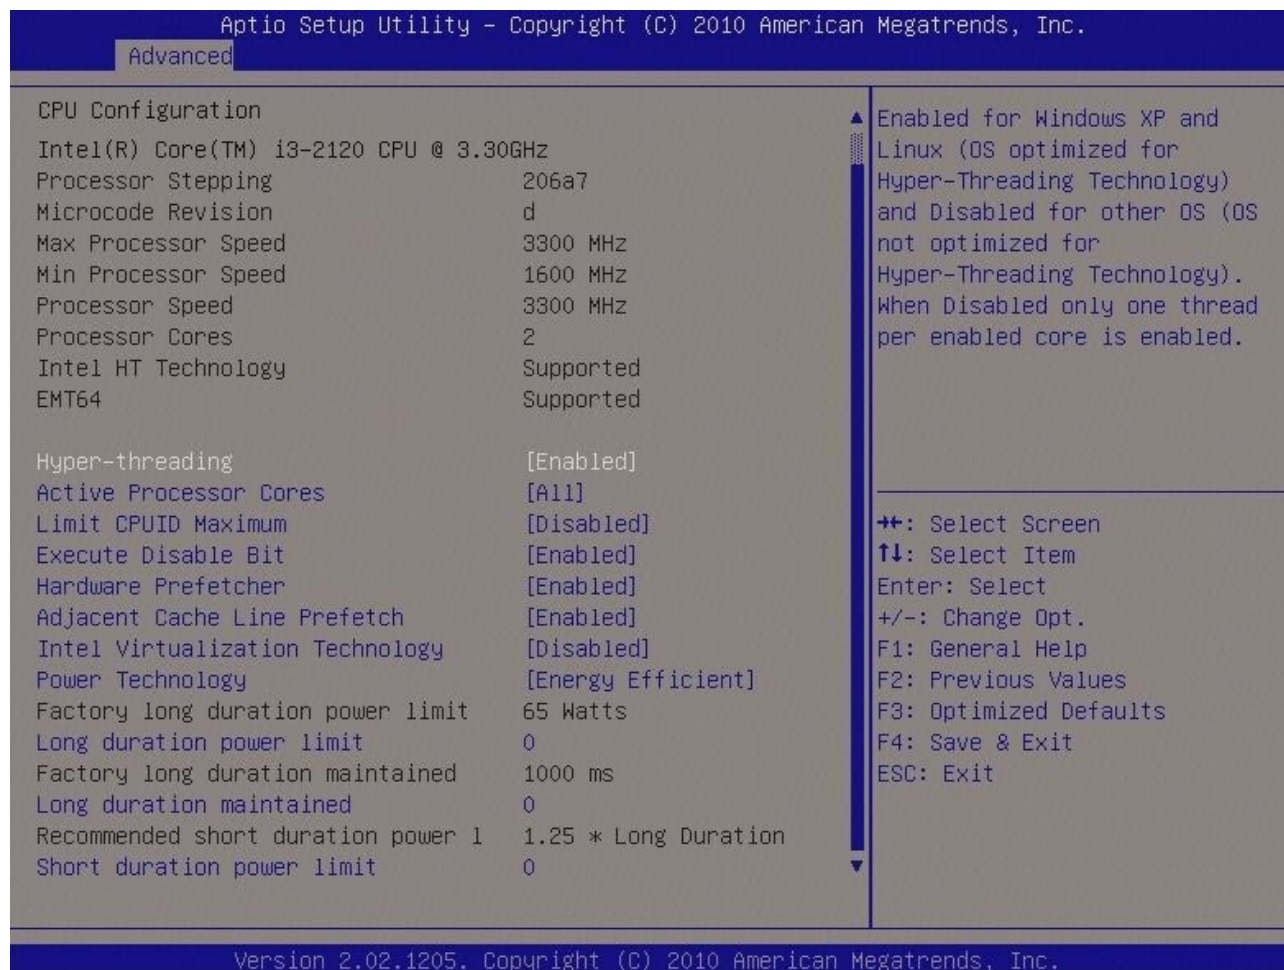 Aptio Setup Utility – Copyright (C) 2010 American Megatrends, Inc.
Advanced
CPU Configuration
Intel(R) Core(TM) i3-2120 CPU @ 3.30GHz
Processor Stepping 206a7
Microcode Revision d
Max Processor Speed 3300 MHz
Min Processor Speed 1600 MHz
Processor Speed 3300 MHz
Processor Cores 2
Intel HT Technology Supported
EMT64 Supported
Hyper-threading [Enabled]
Active Processor Cores [All]
Limit CPUID Maximum [Disabled]
Execute Disable Bit [Enabled]
Hardware Prefetcher [Enabled]
Adjacent Cache Line Prefetch [Enabled]
Intel Virtualization Technology [Disabled]
Power Technology [Energy Efficient]
Factory long duration power limit 65 Watts
Long duration power limit 0
Factory long duration maintained 1000 ms
Long duration maintained 0
Recommended short duration power l 1.25 * Long Duration
Short duration power limit 0
Enabled for Windows XP and
Linux (OS optimized for
Hyper-Threading Technology)
and Disabled for other OS (OS
not optimized for
Hyper-Threading Technology).
When Disabled only one thread
per enabled core is enabled.
→←: Select Screen
↑↓: Select Item
Enter: Select
+/-: Change Opt.
F1: General Help
F2: Previous Values
F3: Optimized Defaults
F4: Save & Exit
ESC: Exit
Version 2.02.1205. Copyright (C) 2010 American Megatrends, Inc.